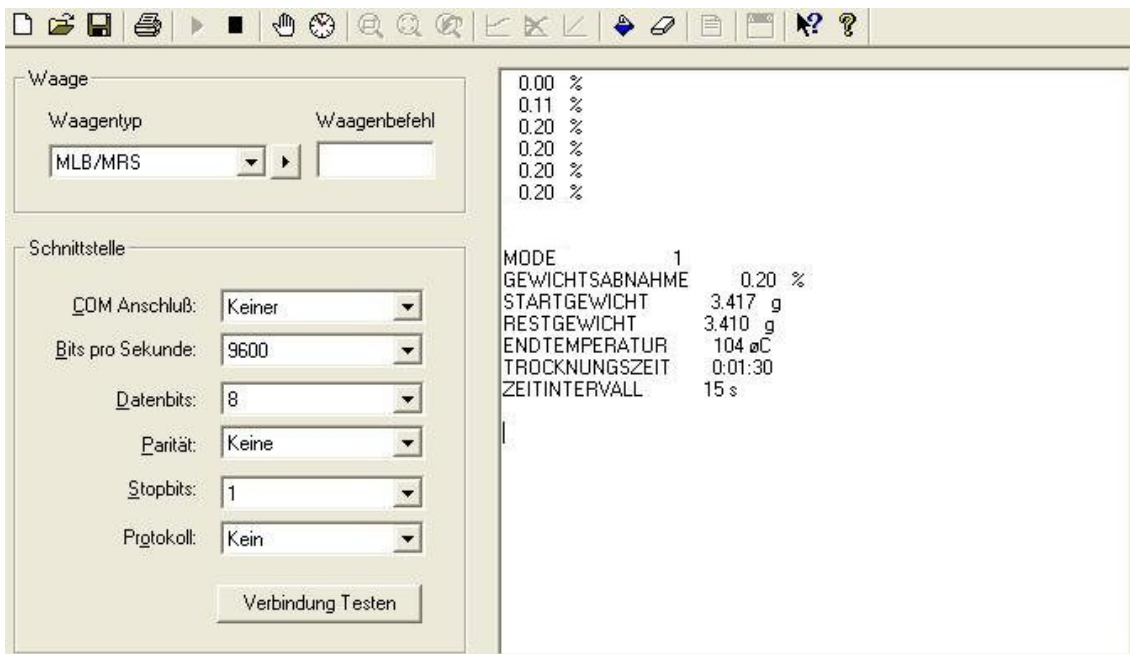 Waage
Waagentyp Waagenbefehl
MLB/MRS
Schnittstelle
COM Anschluß: Keiner
Bits pro Sekunde: 9600
Datenbits: 8
Parität: Keine
Stopbits: 1
Protokoll: Kein
Verbindung Testen
0.00 %
0.11 %
0.20 %
0.20 %
0.20 %
0.20 %
MODE 1
GEWICHTSABNAHME 0.20 %
STARTGEWICHT 3.417 g
RESTGEWICHT 3.410 g
ENDTEMPERATUR 104 øC
TROCKNUNGSZEIT 0:01:30
ZEITINTERVALL 15 s